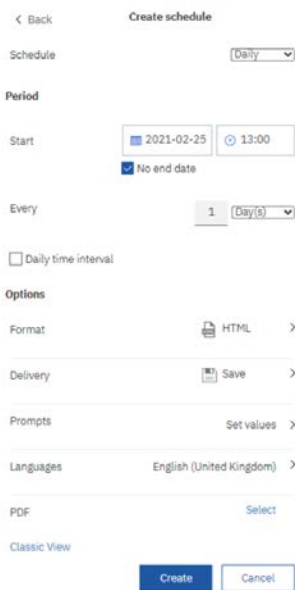 Back Create schedule
Schedule Daily
Period
Start 2021-02-25 13:00
No end date
Every 1 Day(s)
Daily time interval
Options
Format HTML
Delivery Save
Prompts Set values
Languages English (United Kingdom)
PDF Select
Classic View
Create Cancel